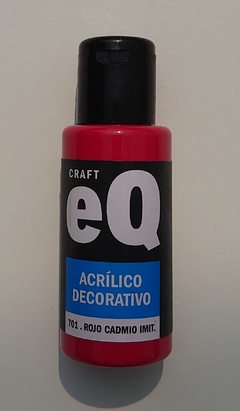 CRAFT
eQ
ACRÍLICO
DECORATIVO
701. ROJO CADMIO IMIT.